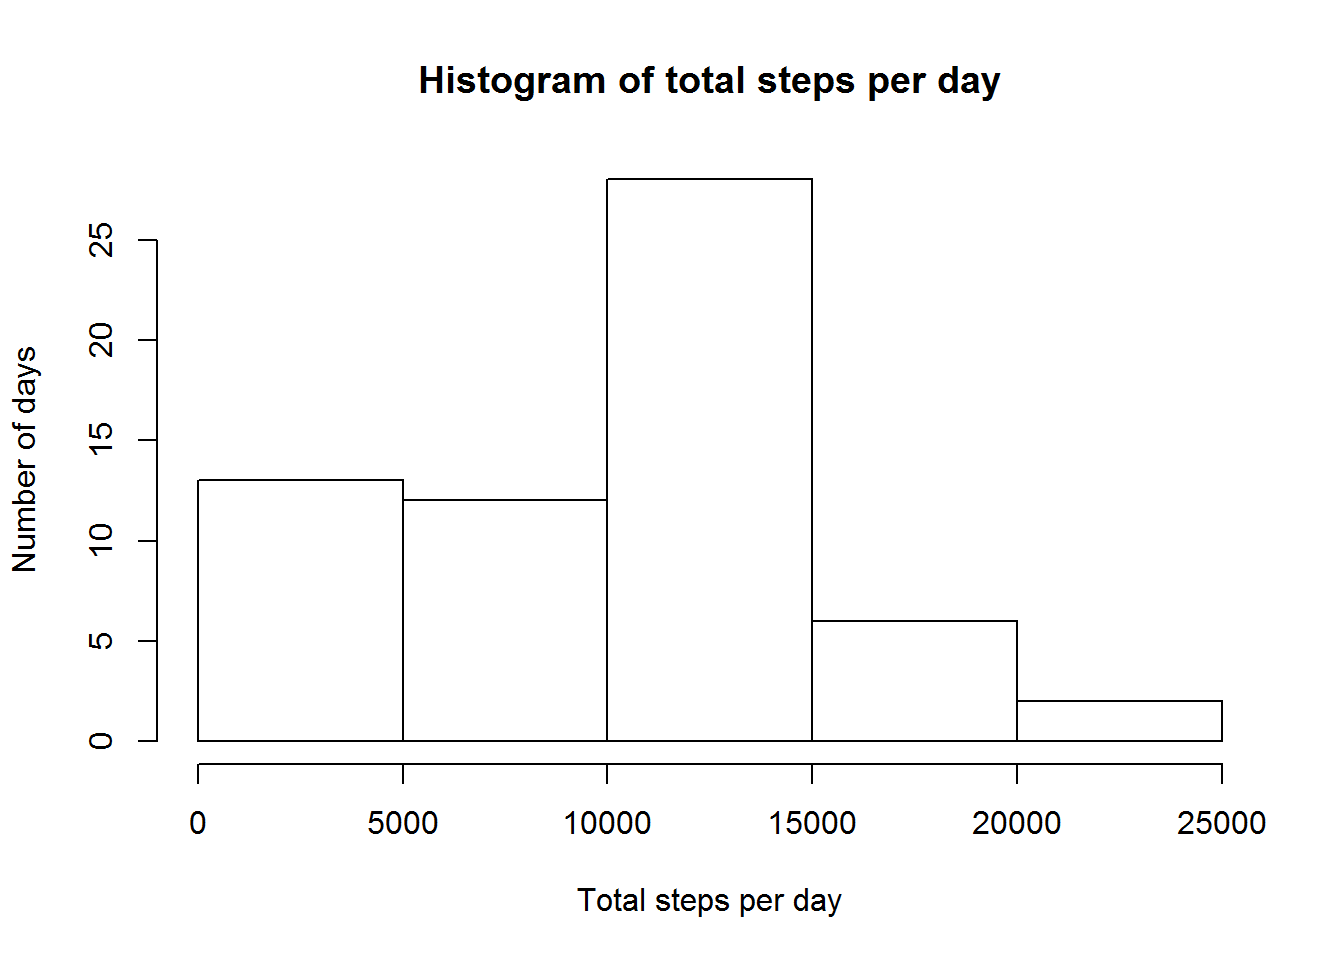 Histogram of total steps per day
25
20
15
10
5
0
Number of days
0 5000 10000 15000 20000 25000
Total steps per day